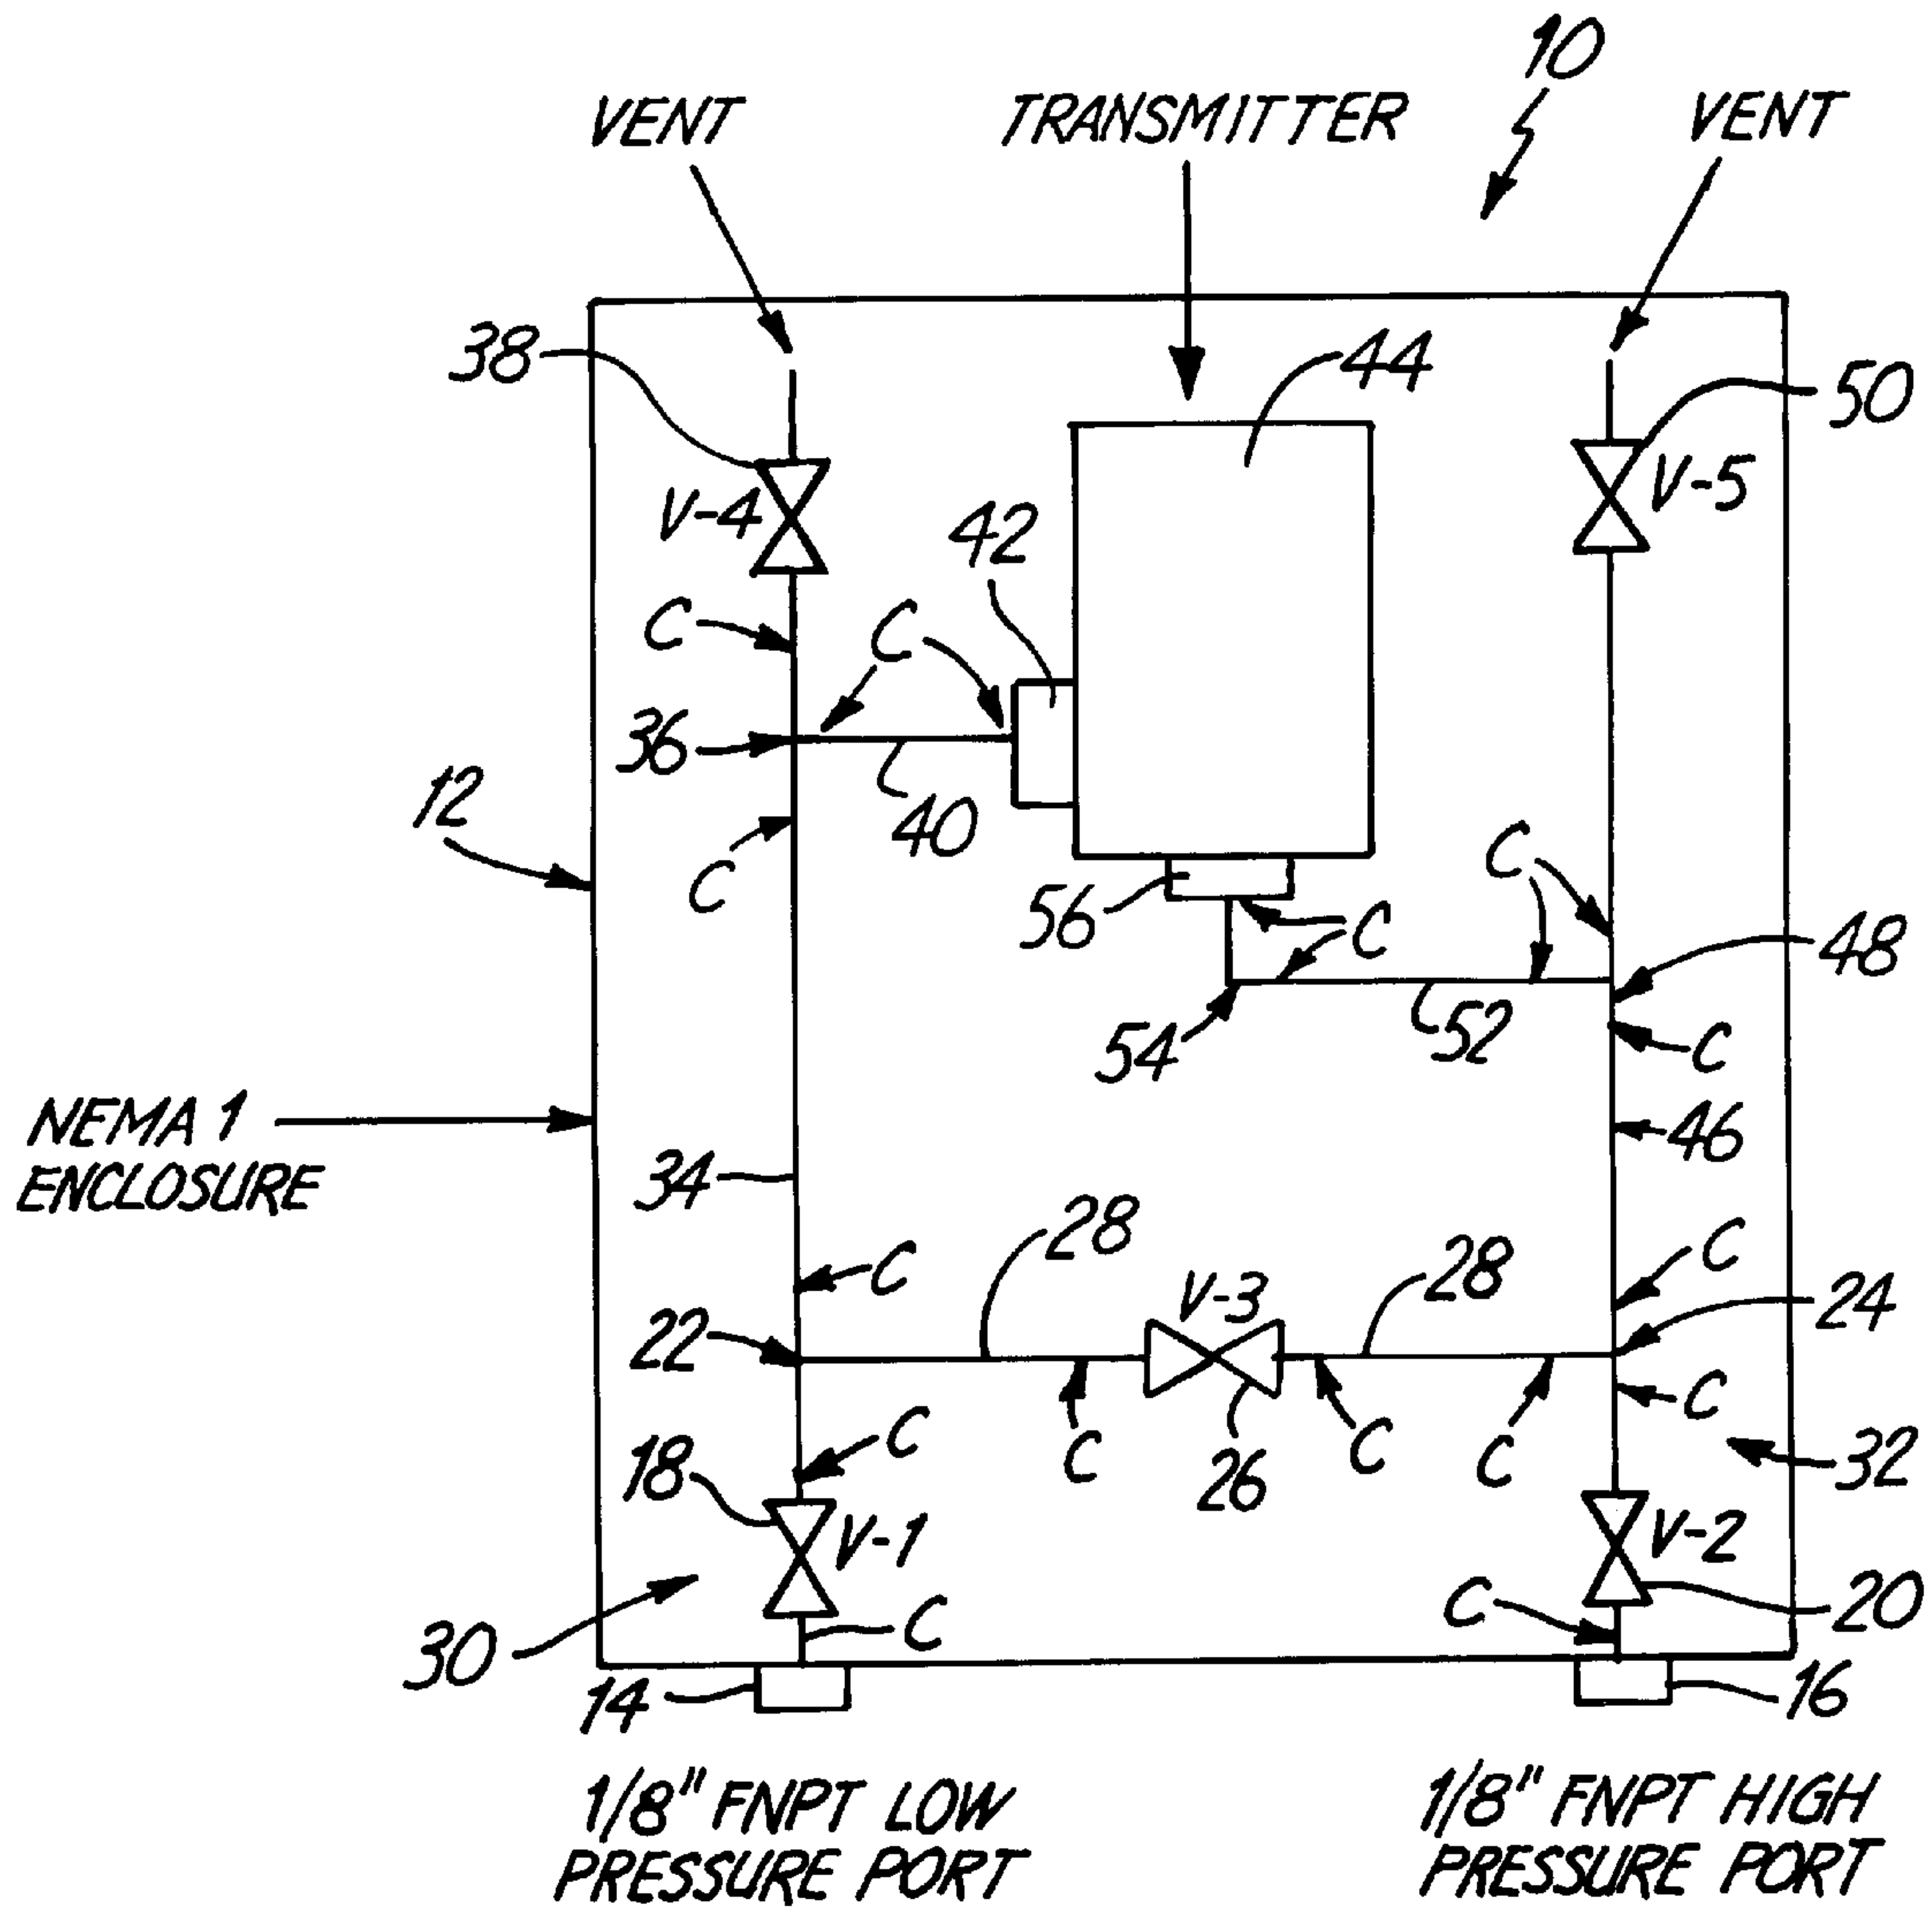 10
VENT
TRANSMITTER
VENT
38
44
50
V-4
42
V-5
C
C
36
12
40
C
C
56
C
48
54
52
C
NEMA 1
ENCLOSURE
46
34
28
C
C
V-3
28
24
22
C
C
18
C
C
C
26
32
V-1
V-2
30
C
C
20
14
16
1/8" FNPT LOW
PRESSURE PORT
1/8" FNPT HIGH
PRESSURE PORT